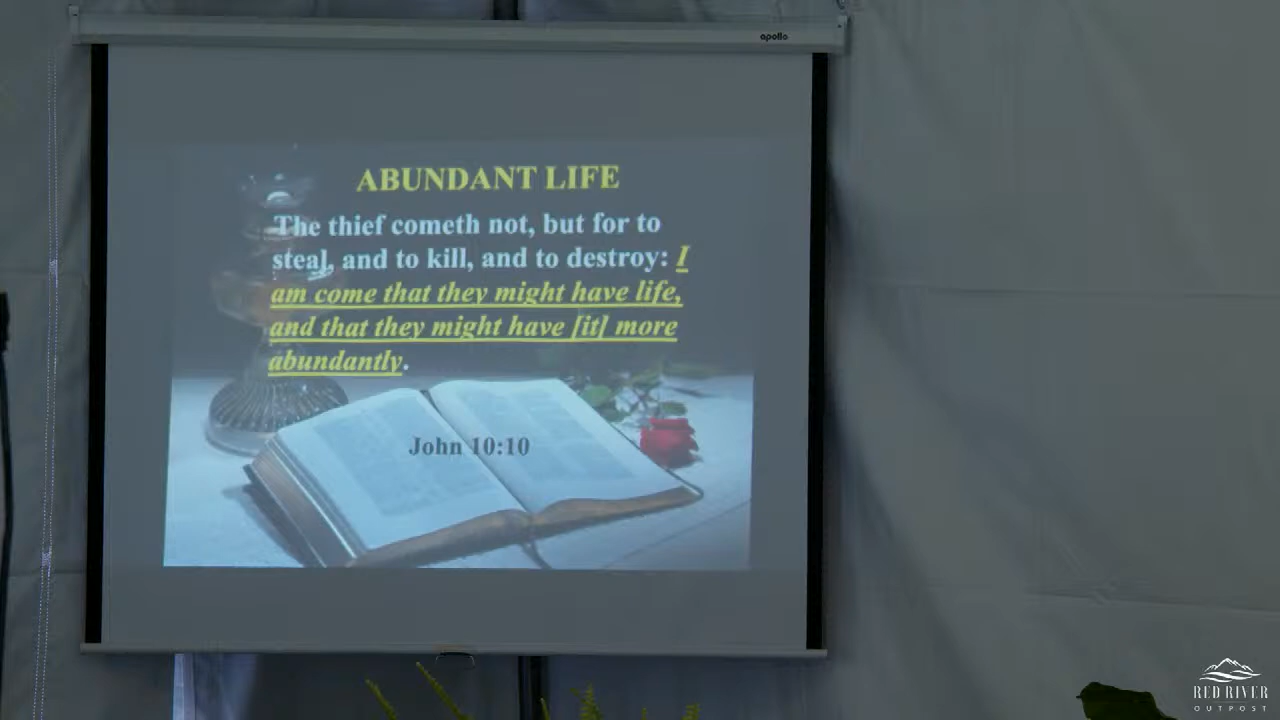 apollo
ABUNDANT LIFE
The thief cometh not, but for to
steal, and to kill, and to destroy: I
am come that they might have life,
and that they might have [it] more
abundantly.
John 10:10
RED RIVER
OUTPOST